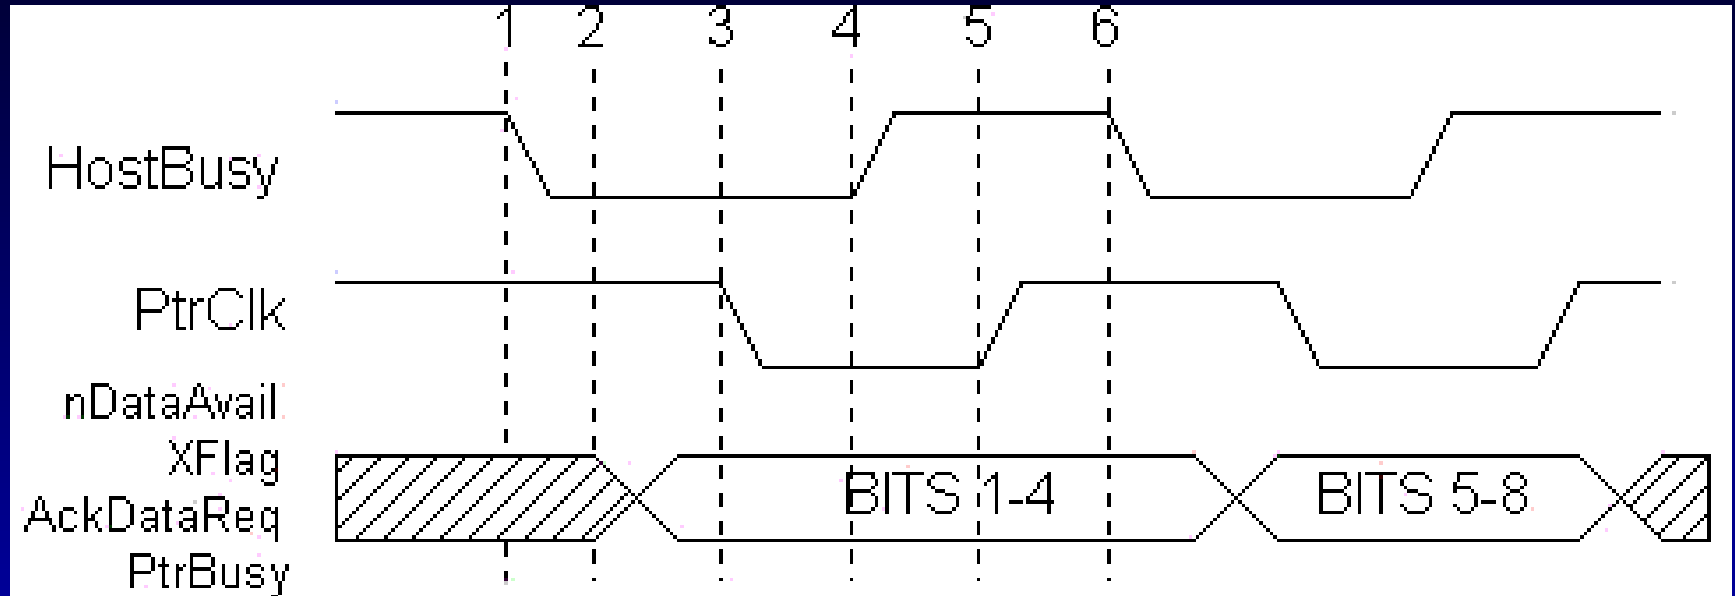 1 2 3 4 5 6
HostBusy
PtrClk
nDataAvail
XFlag
BITS 1-4 BITS 5-8
AckDataReq
PtrBusy